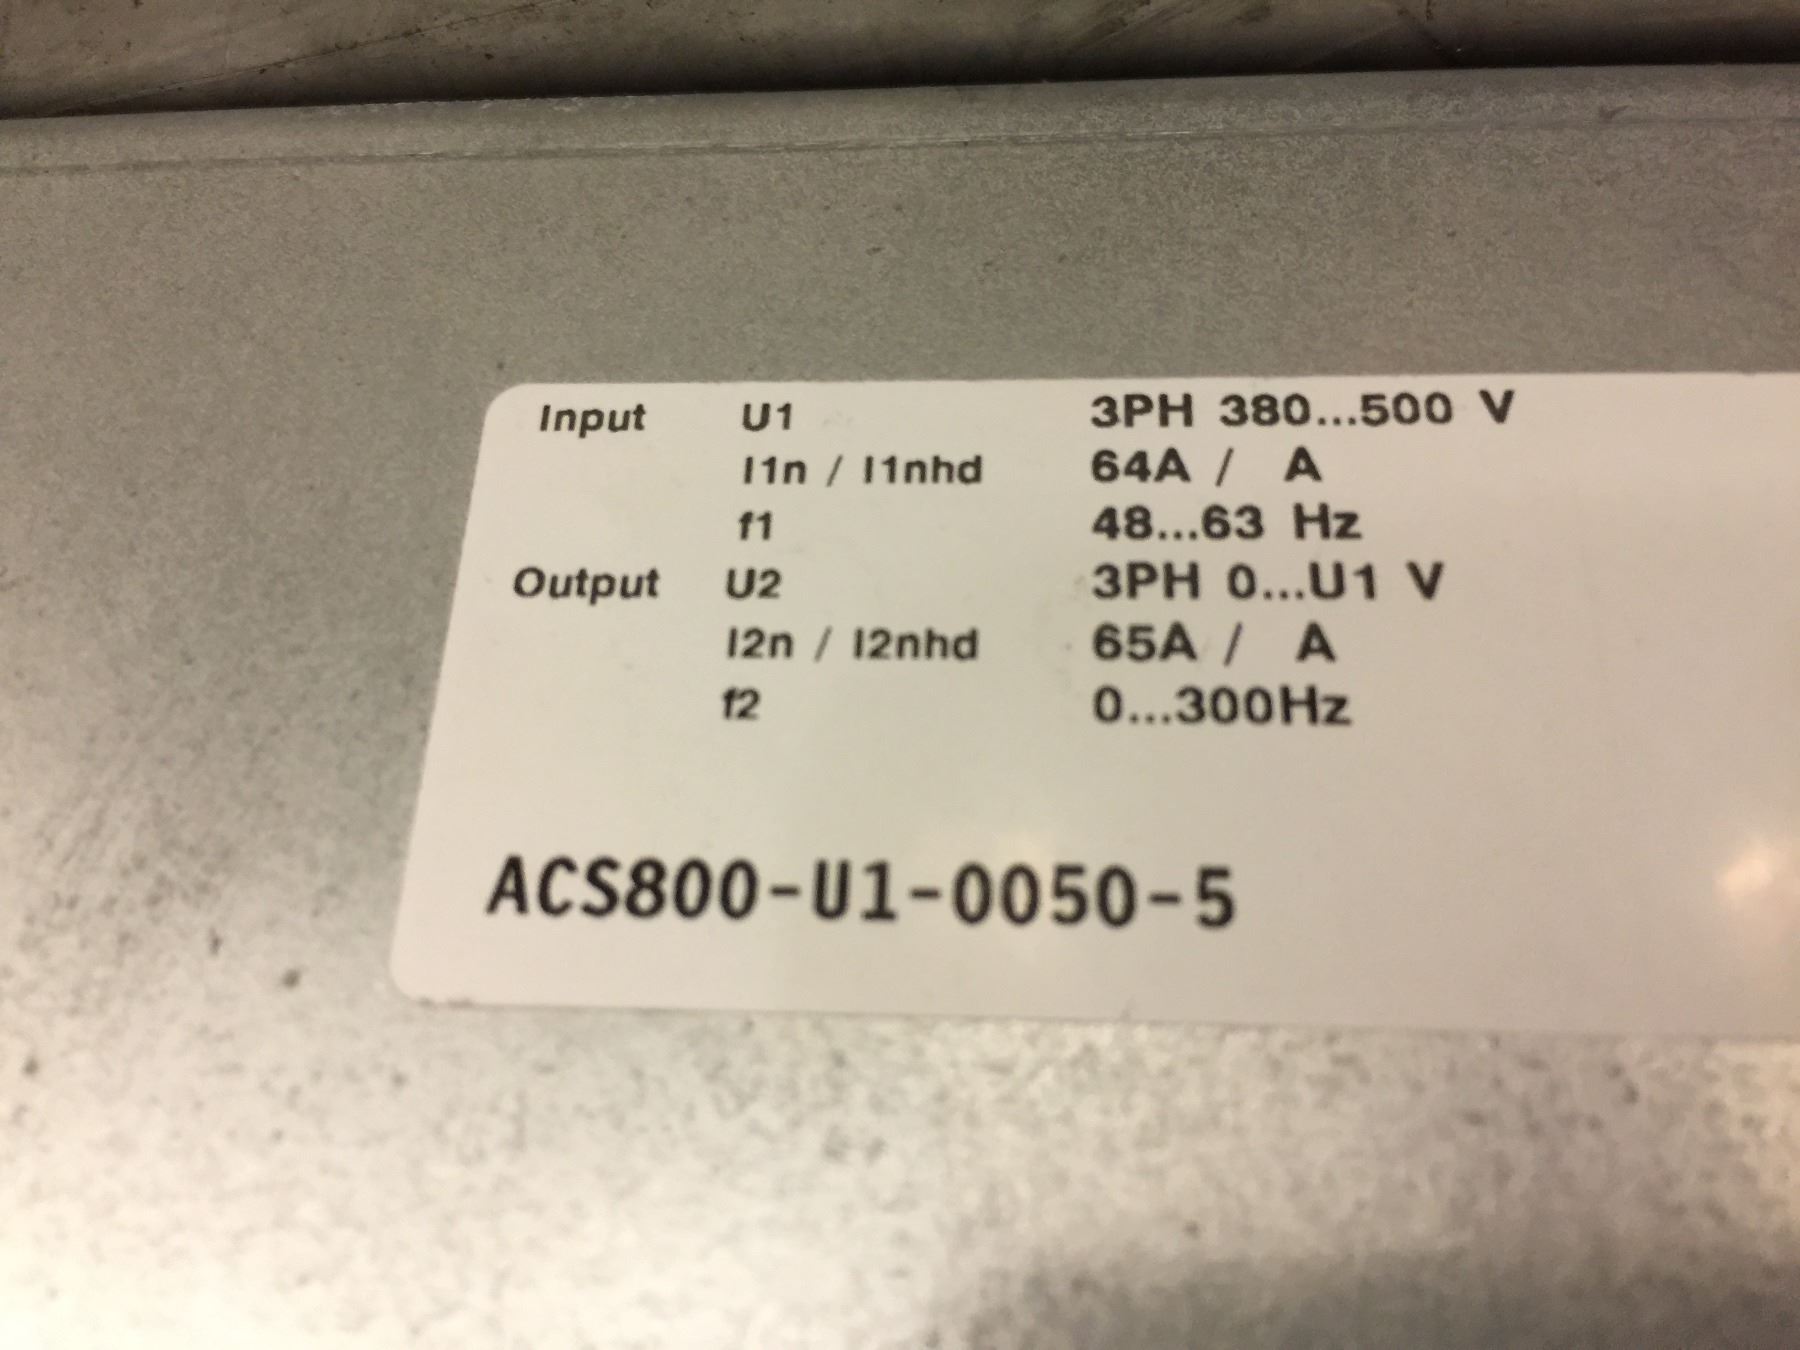 Input U1 3PH 380...500 V
I1n / I1nhd 64A / A
f1 48...63 Hz
Output U2 3PH 0...U1 V
I2n / I2nhd 65A / A
f2 0...300Hz
ACS800-U1-0050-5